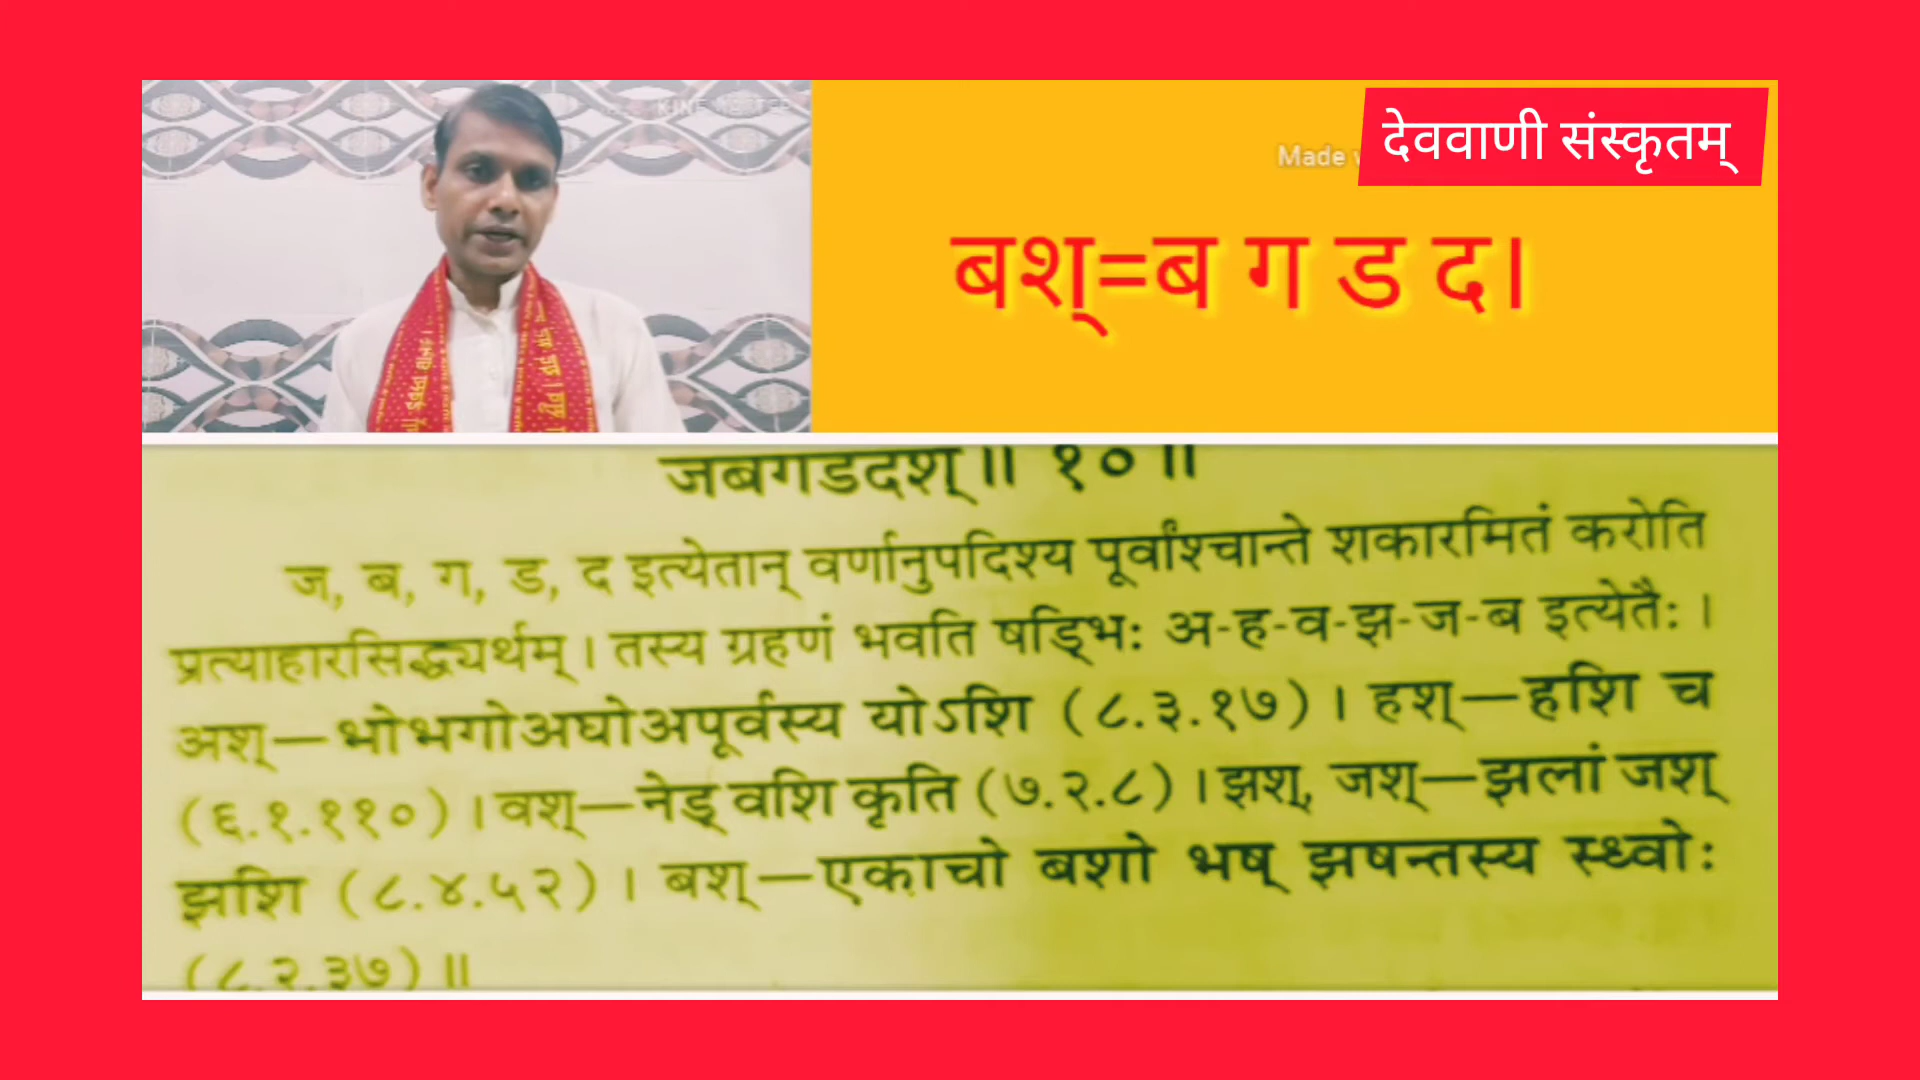 KINEMASTER
देववाणी संस्कृतम्
Made
बश्=ब ग ड द।
जबगडदश्॥ १०॥
ज, ब, ग, ड, द इत्येतान् वर्णानुपदिश्य पूर्वांश्चान्ते शकारमितं करोति
प्रत्याहारसिद्ध्यर्थम्। तस्य ग्रहणं भवति षड्भिः अ-ह-व-झ-ज-ब इत्येतैः।
अश्—भोभगोअघोअपूर्वस्य योऽशि (८.३.१७)। हश्—हशि च
(६.१.११०)। वश्—नेड् वशि कृति (७.२.८)। झश्, जश्—झलां जश्
झशि (८.४.५२)। बश्—एकाचो बशो भष् झषन्तस्य स्ध्वोः
(८.२.३७)॥